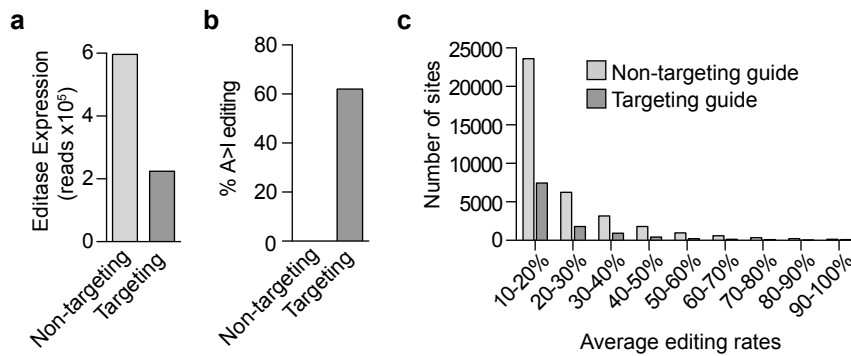 a
Editase Expression
(reads x10⁵)
6
4
2
0
Non-targeting
Targeting
b
% A>I editing
80
60
40
20
0
Non-targeting
Targeting
c
Number of sites
25000
20000
15000
10000
5000
0
Non-targeting guide
Targeting guide
10-20%
20-30%
30-40%
40-50%
50-60%
60-70%
70-80%
80-90%
90-100%
Average editing rates